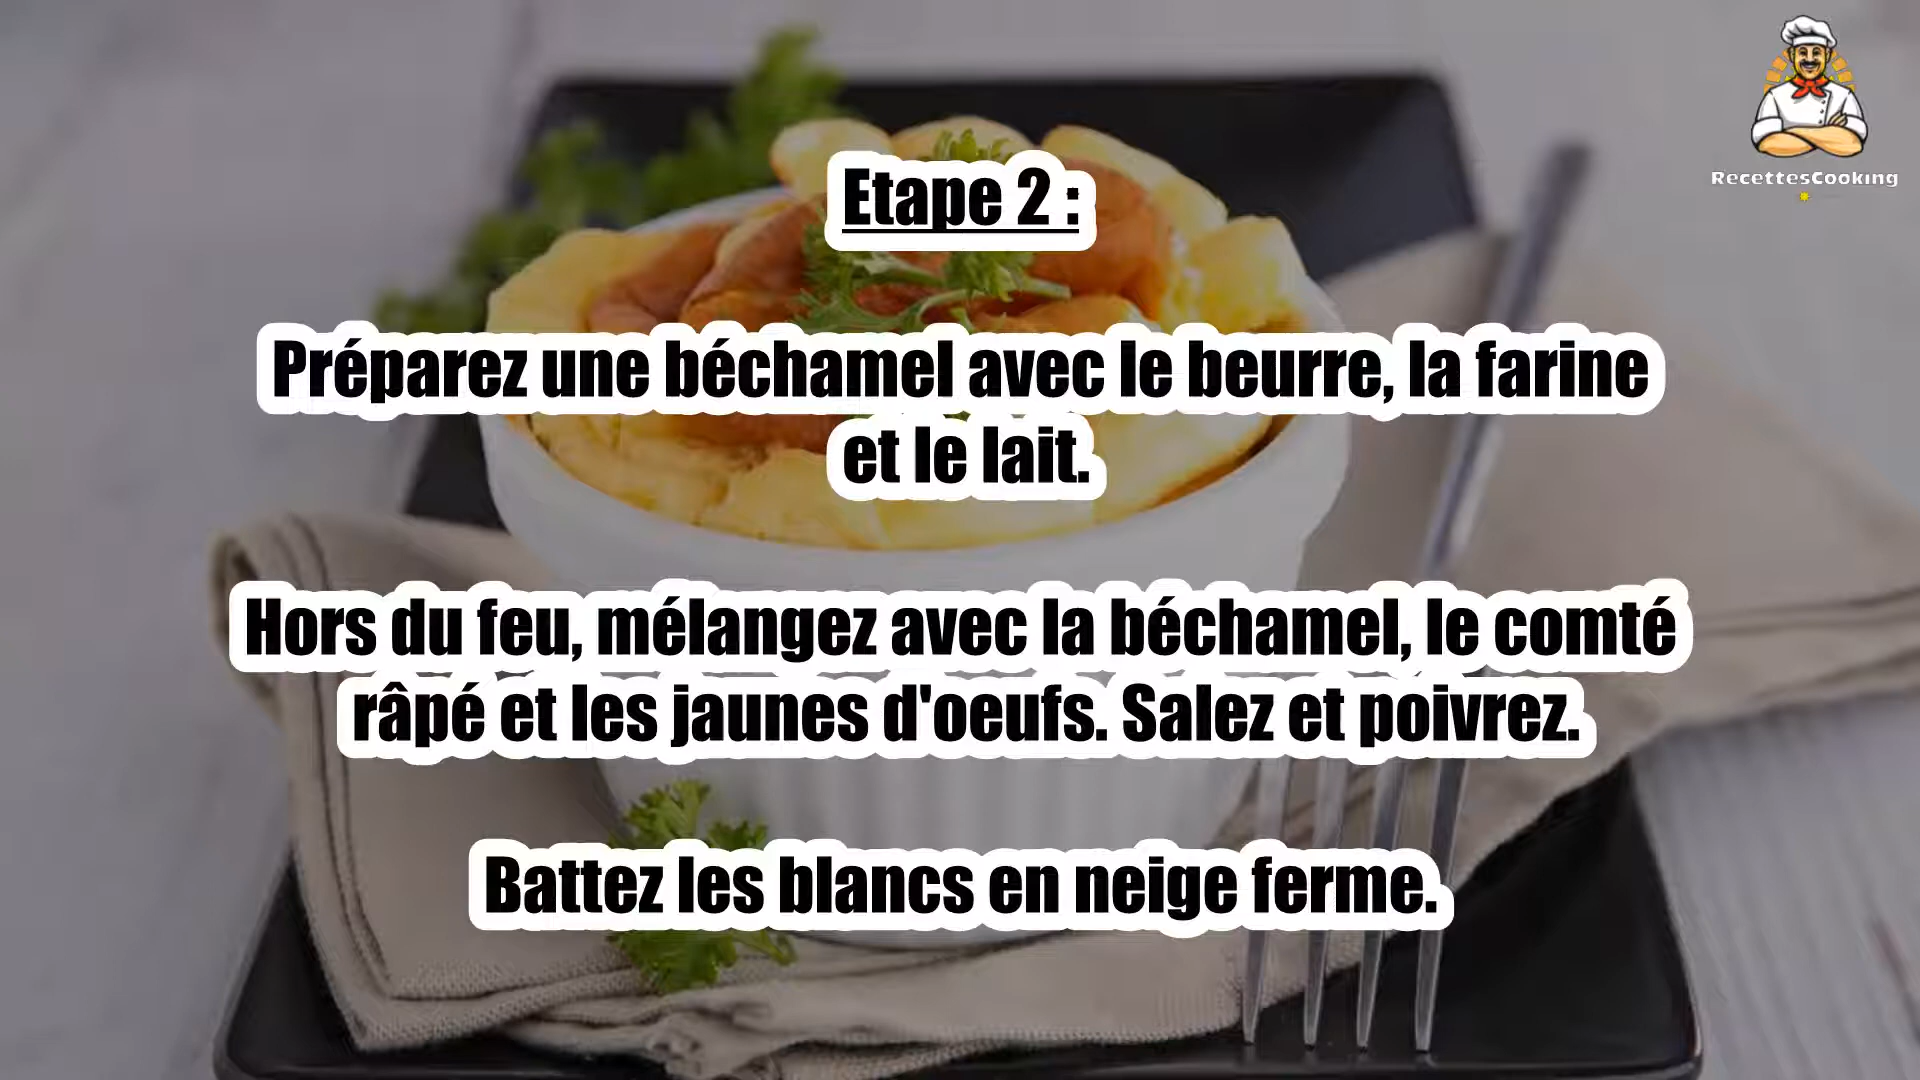 RecettesCooking
Etape 2 :
Préparez une béchamel avec le beurre, la farine
et le lait.
Hors du feu, mélangez avec la béchamel, le comté
râpé et les jaunes d'oeufs. Salez et poivrez.
Battez les blancs en neige ferme.